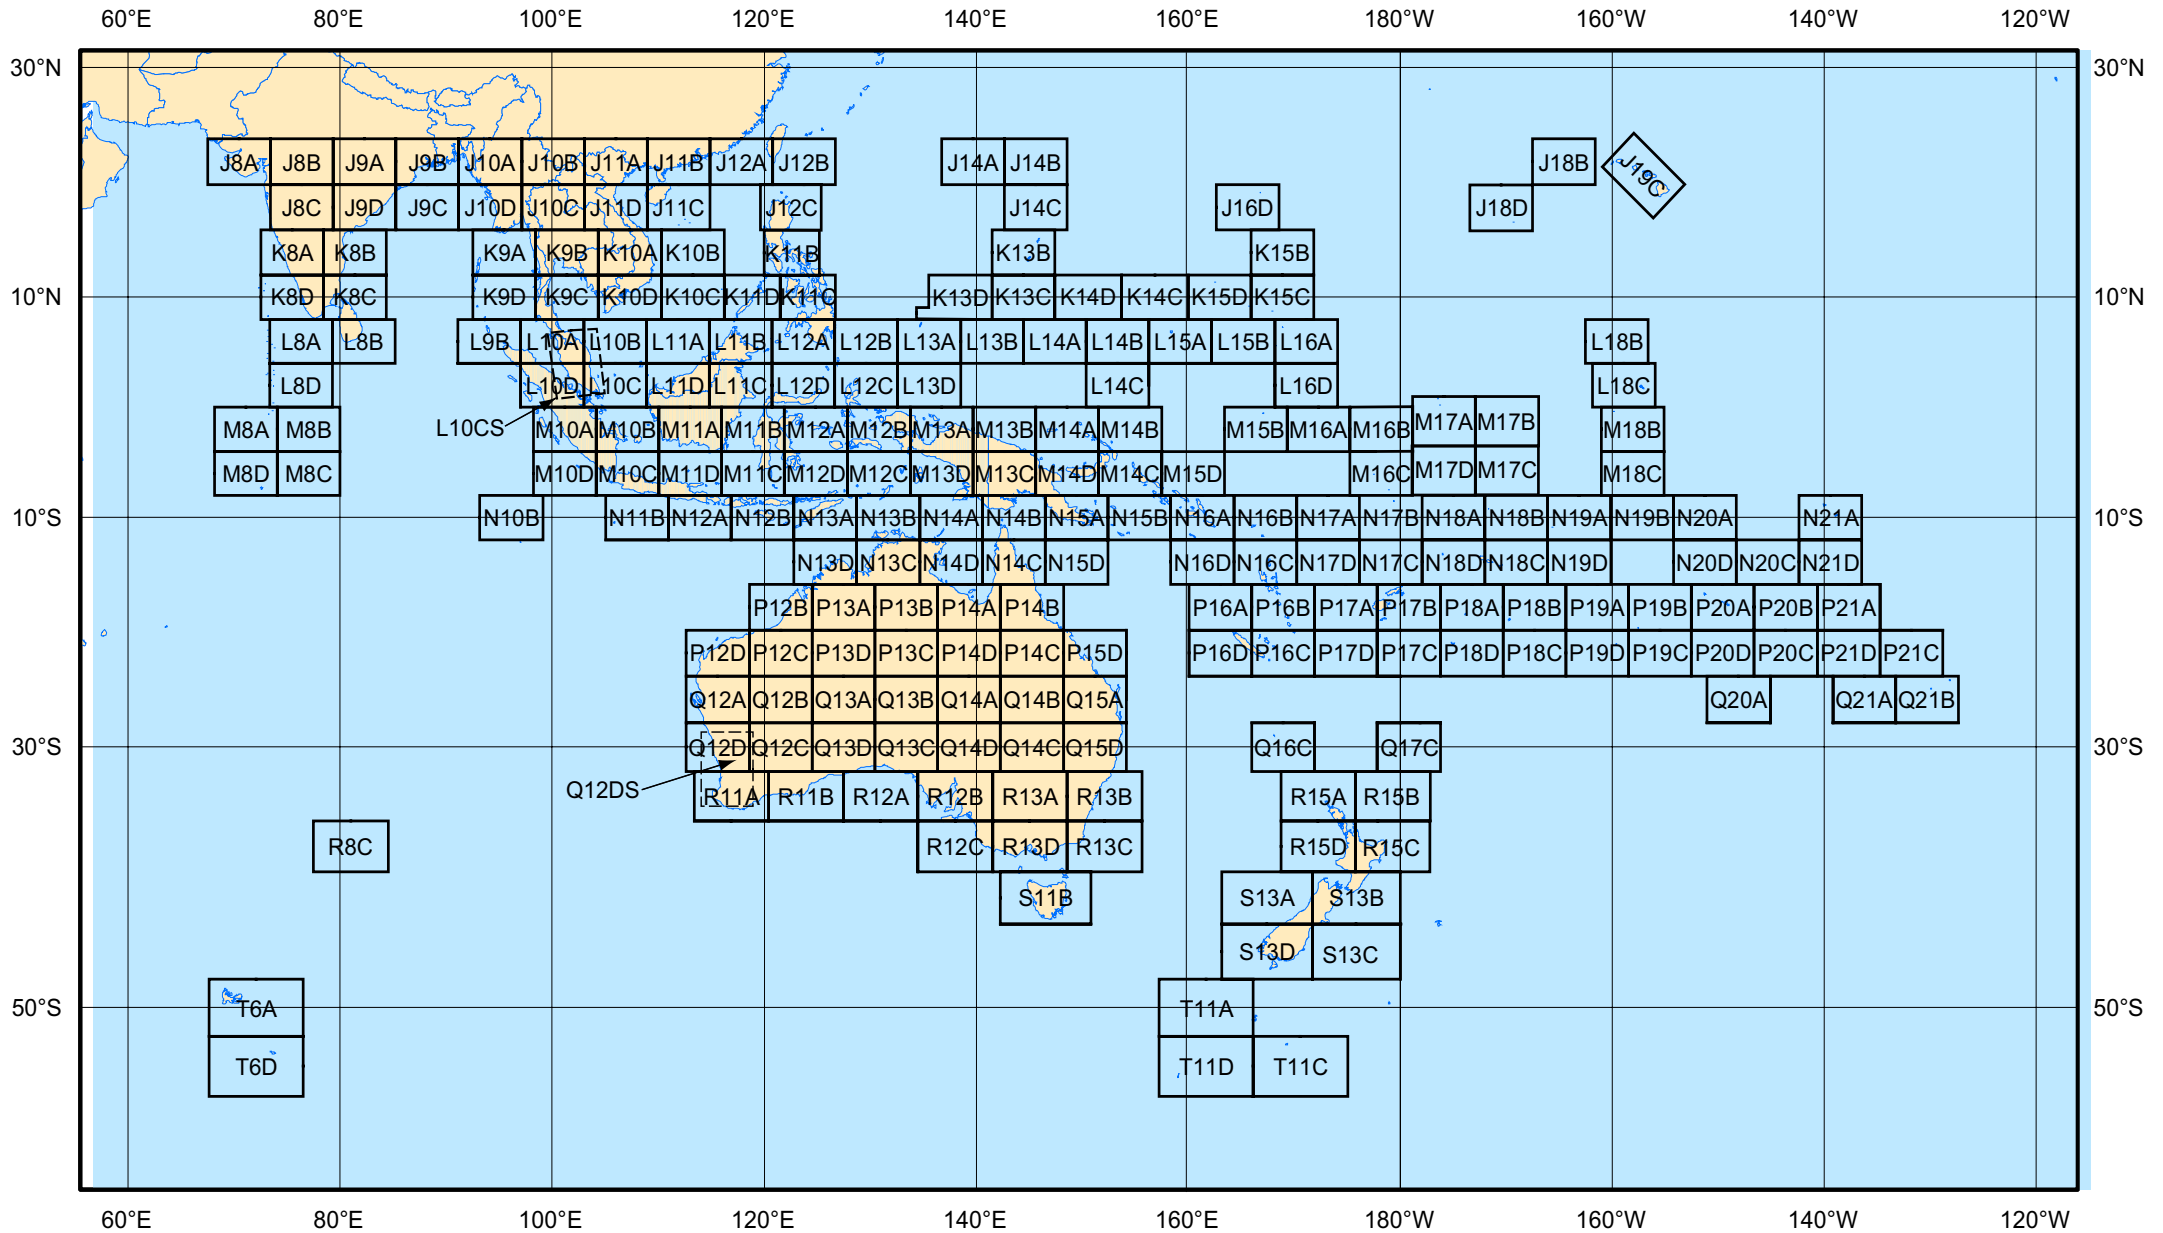 60°E 80°E 100°E 120°E 140°E 160°E 180°W 160°W 140°W 120°W
30°N 30°N
J8A J8B J9A J9B J10A J10B J11A J11B J12A J12B J14A J14B J18B J19C
J8C J9D J9C J10D J10C J11D J11C J12C J14C J16D J18D
K8A K8B K9A K9B K10A K10B K11B K13B K15B
10°N K8D K8C K9D K9C K10D K10C K11D K11C K13D K13C K14D K14C K15D K15C 10°N
L8A L8B L9B L10A L10B L11A L11B L12A L12B L13A L13B L14A L14B L15A L15B L16A L18B
L8D L10D L10C L11D L11C L12D L12C L13D L14C L16D L18C
L10CS
M8A M8B M10A M10B M11A M11B M12A M12B M13A M13B M14A M14B M15B M16A M16B M17A M17B M18B
M8D M8C M10D M10C M11D M11C M12D M12C M13D M13C M14D M14C M15D M16C M17D M17C M18C
10°S N10B N11B N12A N12B N13A N13B N14A N14B N15A N15B N16A N16B N17A N17B N18A N18B N19A N19B N20A N21A 10°S
N13D N13C N14D N14C N15D N16D N16C N17D N17C N18D N18C N19D N20D N20C N21D
P12B P13A P13B P14A P14B P16A P16B P17A P17B P18A P18B P19A P19B P20A P20B P21A
P12D P12C P13D P13C P14D P14C P15D P16D P16C P17D P17C P18D P18C P19D P19C P20D P20C P21D P21C
Q12A Q12B Q13A Q13B Q14A Q14B Q15A Q20A Q21A Q21B
30°S Q12D Q12C Q13D Q13C Q14D Q14C Q15D Q16C Q17C 30°S
Q12DS
R11A R11B R12A R12B R13A R13B R15A R15B
R8C R12C R13D R13C R15D R15C
S11B S13A S13B
S13D S13C
50°S T6A T11A 50°S
T6D T11D T11C
60°E 80°E 100°E 120°E 140°E 160°E 180°W 160°W 140°W 120°W